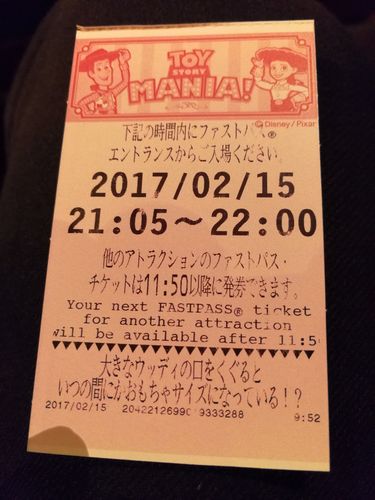 TOY
STORY
MANIA!
© Disney / Pixar
下記の時間内にファストパス®
エントランスからご入場ください。
2017/02/15
21:05～22:00
他のアトラクションのファストパス・
チケットは11:50以降に発券できます。
Your next FASTPASS® ticket
for another attraction
will be available after 11:5
大きなウッディの口をくぐると
いつの間にかおもちゃサイズになっている！？
2017/02/15 2042212699 9333288 9:52